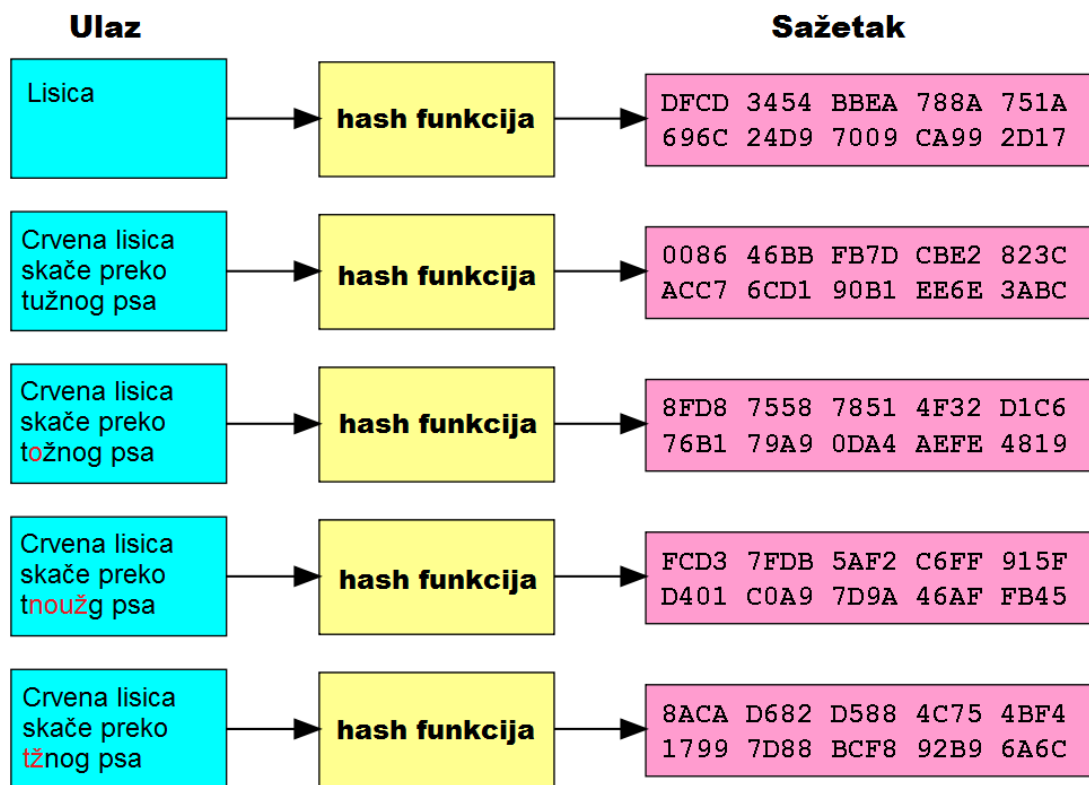 Ulaz
Sažetak
Lisica
hash funkcija
DFCD 3454 BBEA 788A 751A
696C 24D9 7009 CA99 2D17
Crvena lisica
skače preko
tužnog psa
hash funkcija
0086 46BB FB7D CBE2 823C
ACC7 6CD1 90B1 EE6E 3ABC
Crvena lisica
skače preko
tožnog psa
hash funkcija
8FD8 7558 7851 4F32 D1C6
76B1 79A9 0DA4 AEFE 4819
Crvena lisica
skače preko
tnoužg psa
hash funkcija
FCD3 7FDB 5AF2 C6FF 915F
D401 C0A9 7D9A 46AF FB45
Crvena lisica
skače preko
tžnog psa
hash funkcija
8ACA D682 D588 4C75 4BF4
1799 7D88 BCF8 92B9 6A6C